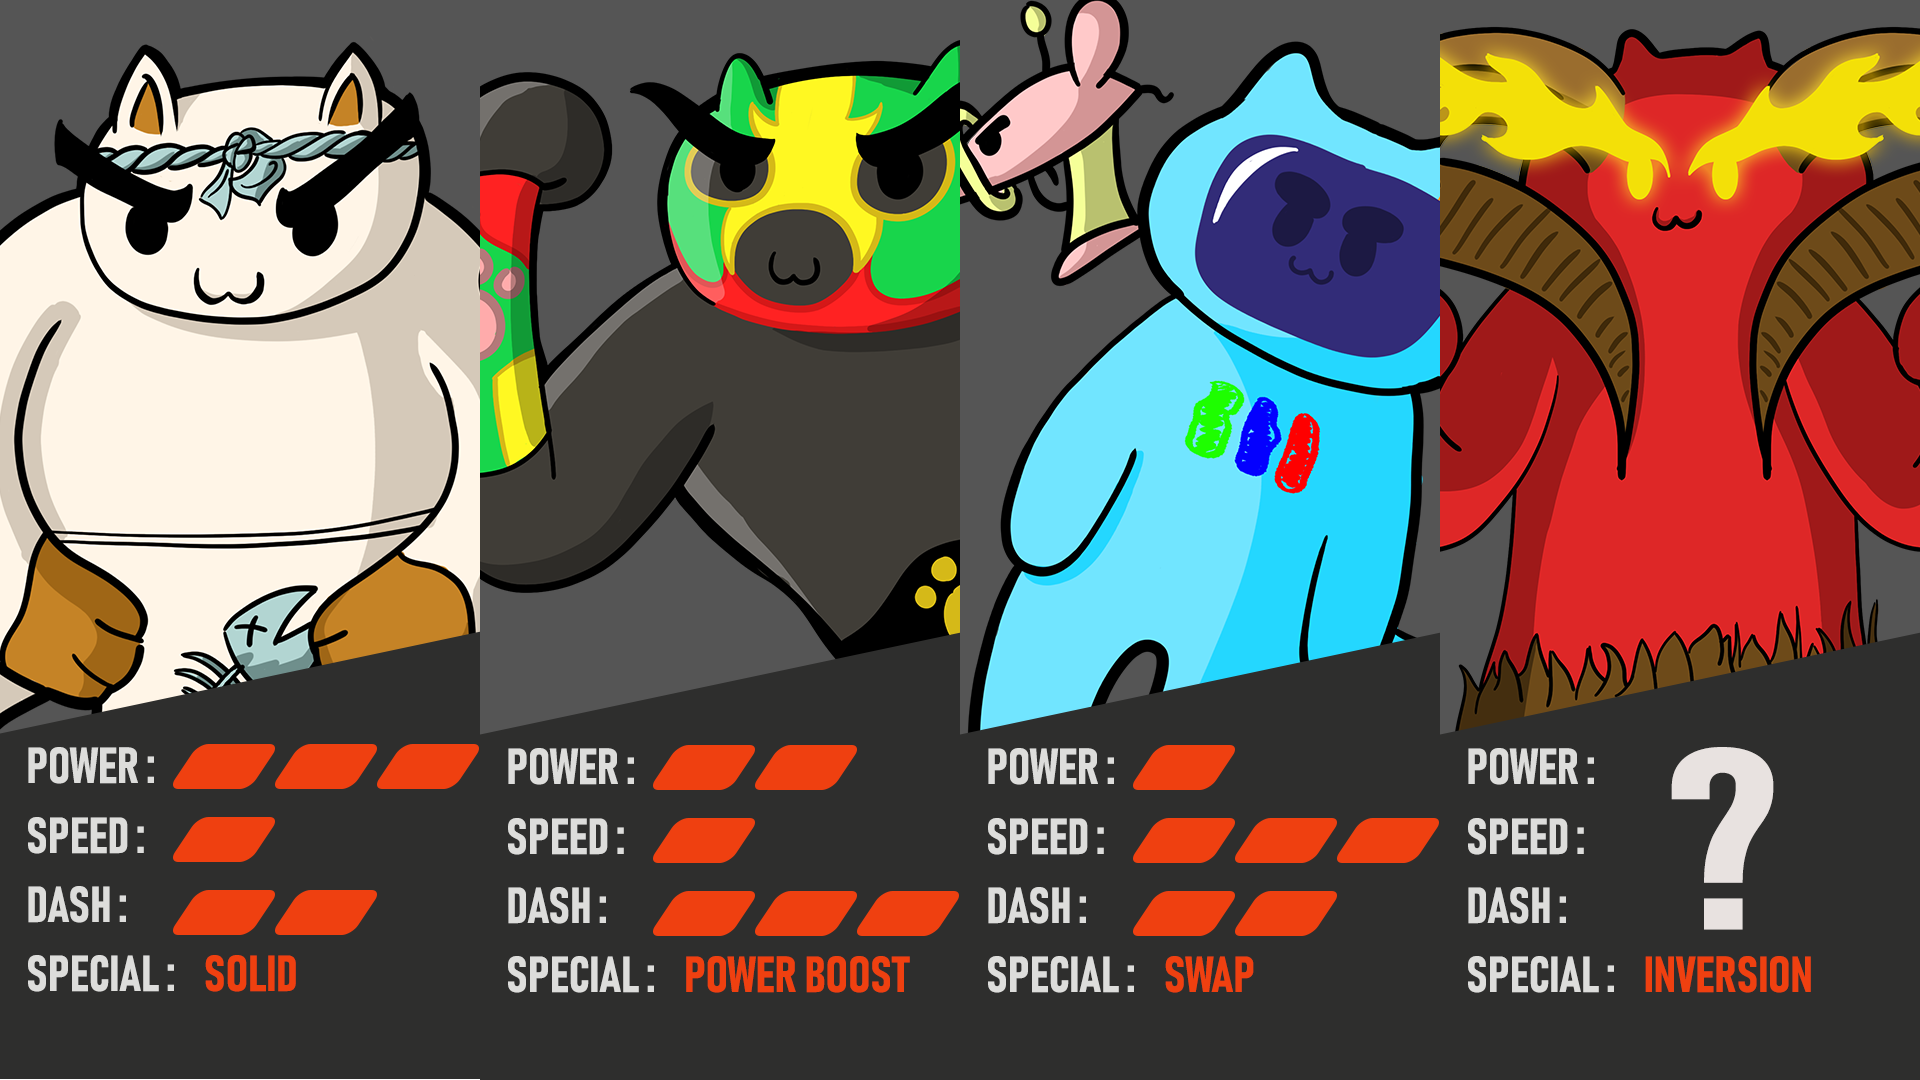 POWER :
SPEED :
DASH :
SPECIAL : SOLID
POWER :
SPEED :
DASH :
SPECIAL : POWER BOOST
POWER :
SPEED :
DASH :
SPECIAL : SWAP
POWER :
SPEED :
DASH :
?
SPECIAL : INVERSION